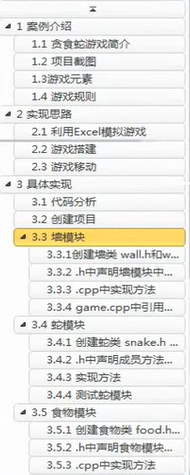 1 案例介绍
1.1 贪食蛇游戏简介
1.2 项目截图
1.3游戏元素
1.4 游戏规则
2 实现思路
2.1 利用Excel模拟游戏
2.2 游戏搭建
2.3 游戏移动
3 具体实现
3.1 代码分析
3.2 创建项目
3.3 墙模块
3.3.1创建墙类 wall.h和w...
3.3.2 .h中声明墙模块中...
3.3.3 .cpp中实现方法
3.3.4 game.cpp中引用...
3.4 蛇模块
3.4.1 创建蛇类 snake.h ...
3.4.2 .h中声明成员方法...
3.4.3 实现方法
3.4.4 测试蛇模块
3.5 食物模块
3.5.1 创建食物类 food.h...
3.5.2 .h中声明食物模块...
3.5.3 .cpp中实现方法